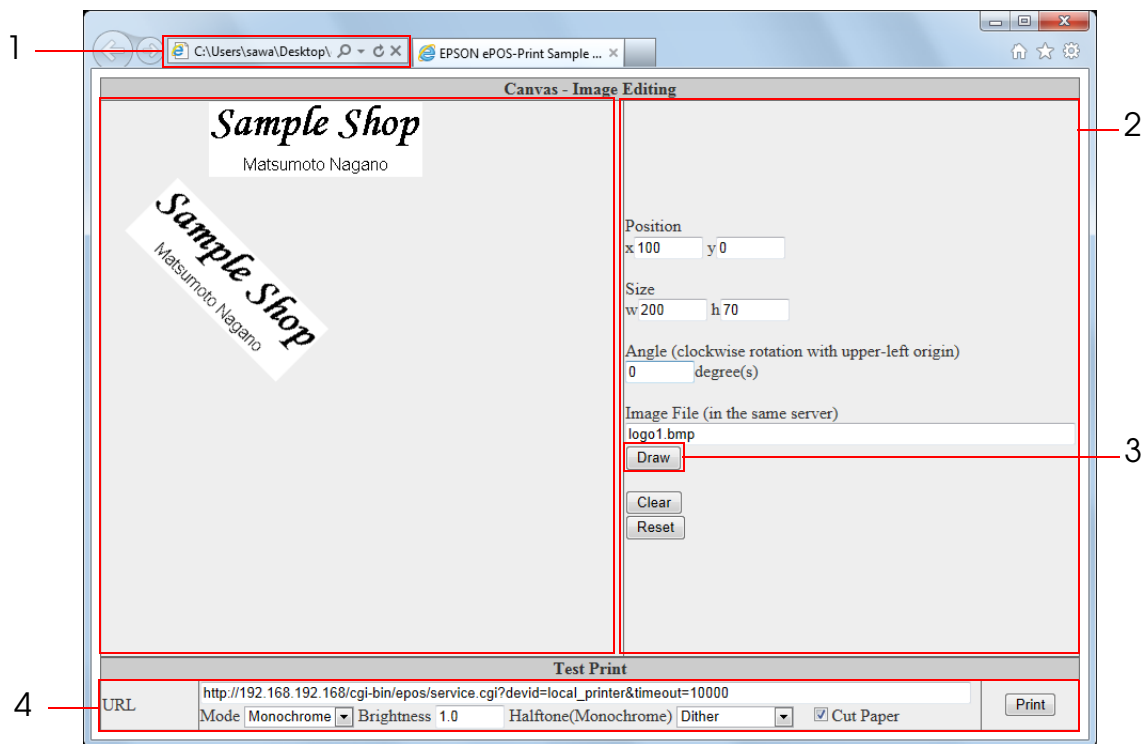 1
C:\Users\sawa\Desktop\
EPSON ePOS-Print Sample ...
Canvas - Image Editing
2
Sample Shop
Matsumoto Nagano
Sample Shop
Matsumoto Nagano
Position
x 100 y 0
Size
w 200 h 70
Angle (clockwise rotation with upper-left origin)
0 degree(s)
Image File (in the same server)
logo1.bmp
Draw
3
Clear
Reset
Test Print
4
URL
http://192.168.192.168/cgi-bin/epos/service.cgi?devid=local_printer&timeout=10000
Mode Monochrome Brightness 1.0 Halftone(Monochrome) Dither Cut Paper
Print